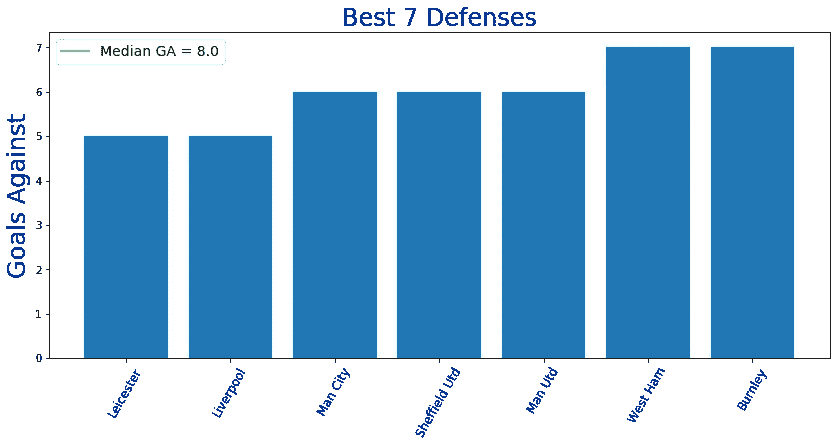 Best 7 Defenses
Median GA = 8.0
Goals Against
7
6
5
4
3
2
1
0
Leicester
Liverpool
Man City
Sheffield Utd
Man Utd
West Ham
Burnley